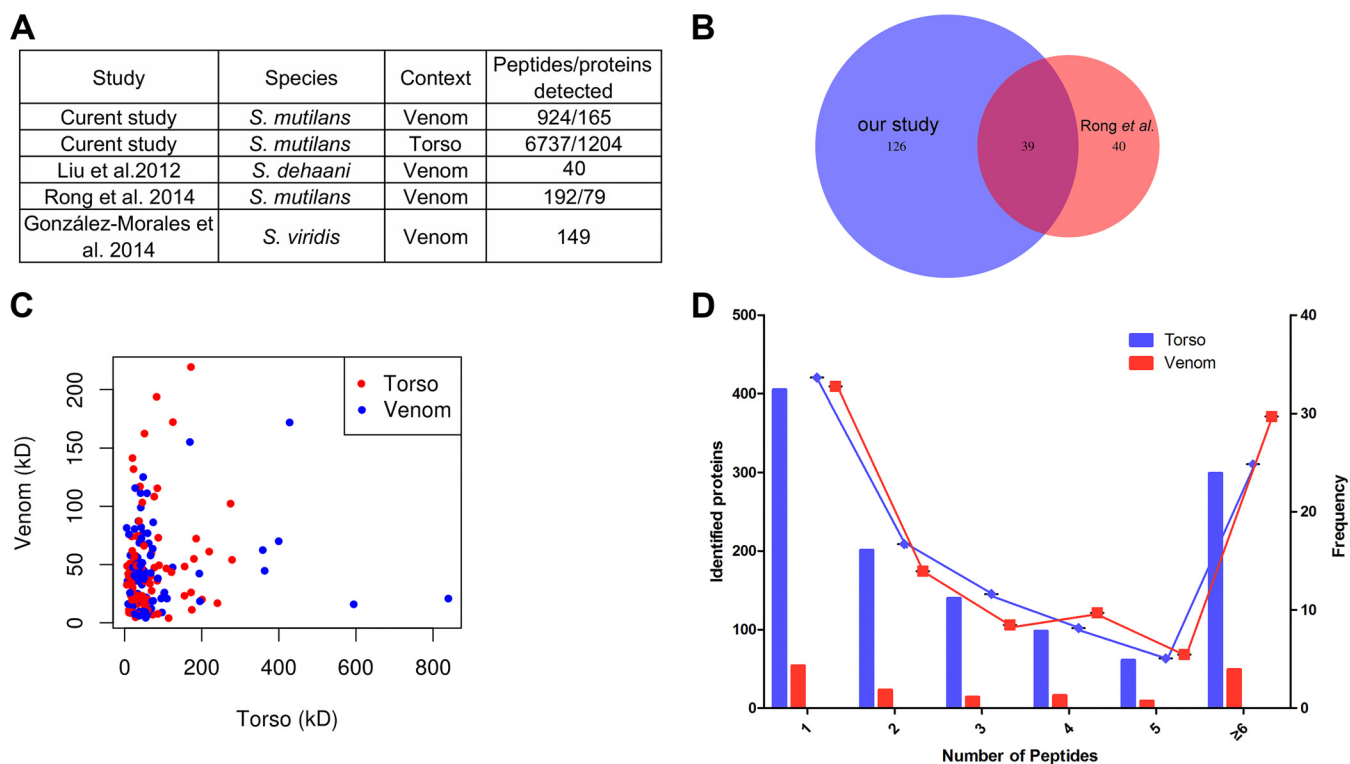 A
Study Species Context Peptides/proteins detected
Curent study S. mutilans Venom 924/165
Curent study S. mutilans Torso 6737/1204
Liu et al.2012 S. dehaani Venom 40
Rong et al. 2014 S. mutilans Venom 192/79
González-Morales et al. 2014 S. viridis Venom 149
B
our study
126
39
Rong et al.
40
C
Torso
Venom
200
150
100
50
0
Venom (kD)
0 200 400 600 800
Torso (kD)
D
500
400
300
200
100
0
Identified proteins
Torso
Venom
40
30
20
10
0
Frequency
1 2 3 4 5 ≥6
Number of Peptides